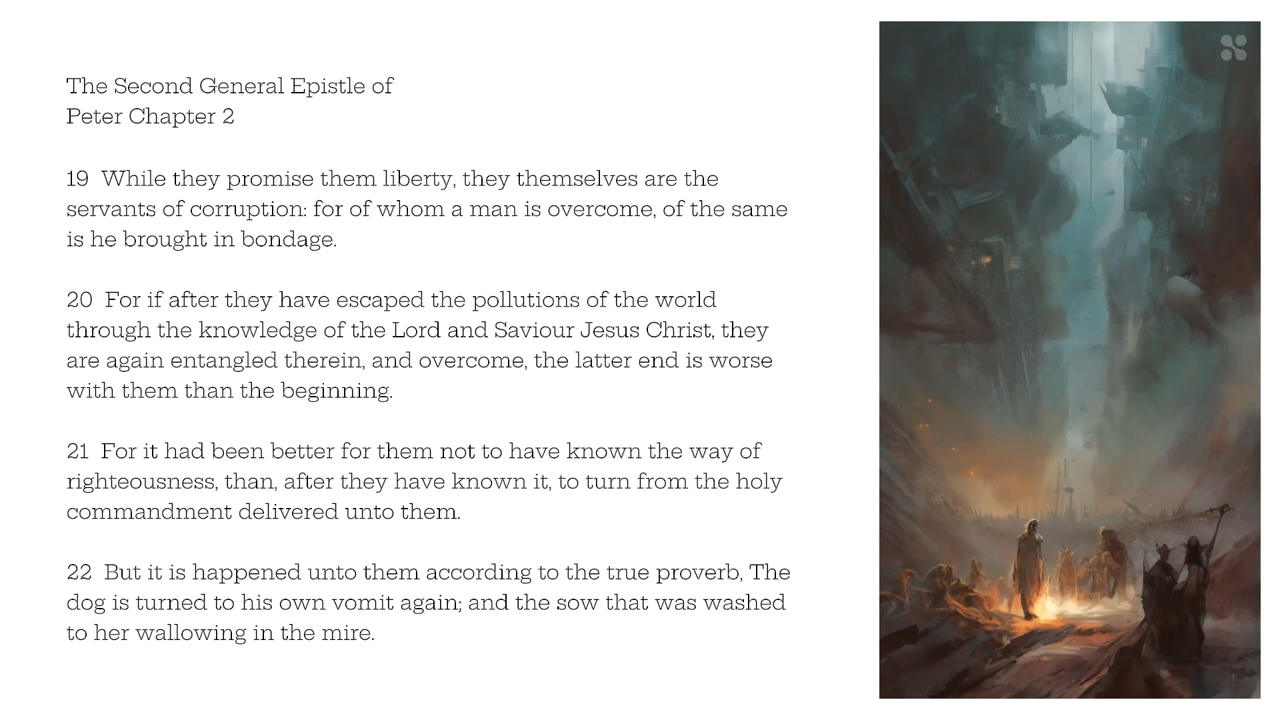 The Second General Epistle of
Peter Chapter 2
19 While they promise them liberty, they themselves are the
servants of corruption: for of whom a man is overcome, of the same
is he brought in bondage.
20 For if after they have escaped the pollutions of the world
through the knowledge of the Lord and Saviour Jesus Christ, they
are again entangled therein, and overcome, the latter end is worse
with them than the beginning.
21 For it had been better for them not to have known the way of
righteousness, than, after they have known it, to turn from the holy
commandment delivered unto them.
22 But it is happened unto them according to the true proverb, The
dog is turned to his own vomit again; and the sow that was washed
to her wallowing in the mire.